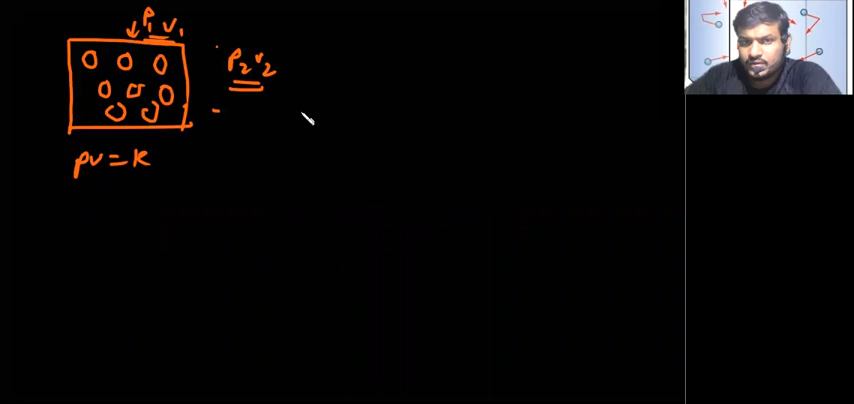 P₁ V₁
P₂ V₂
PV = K